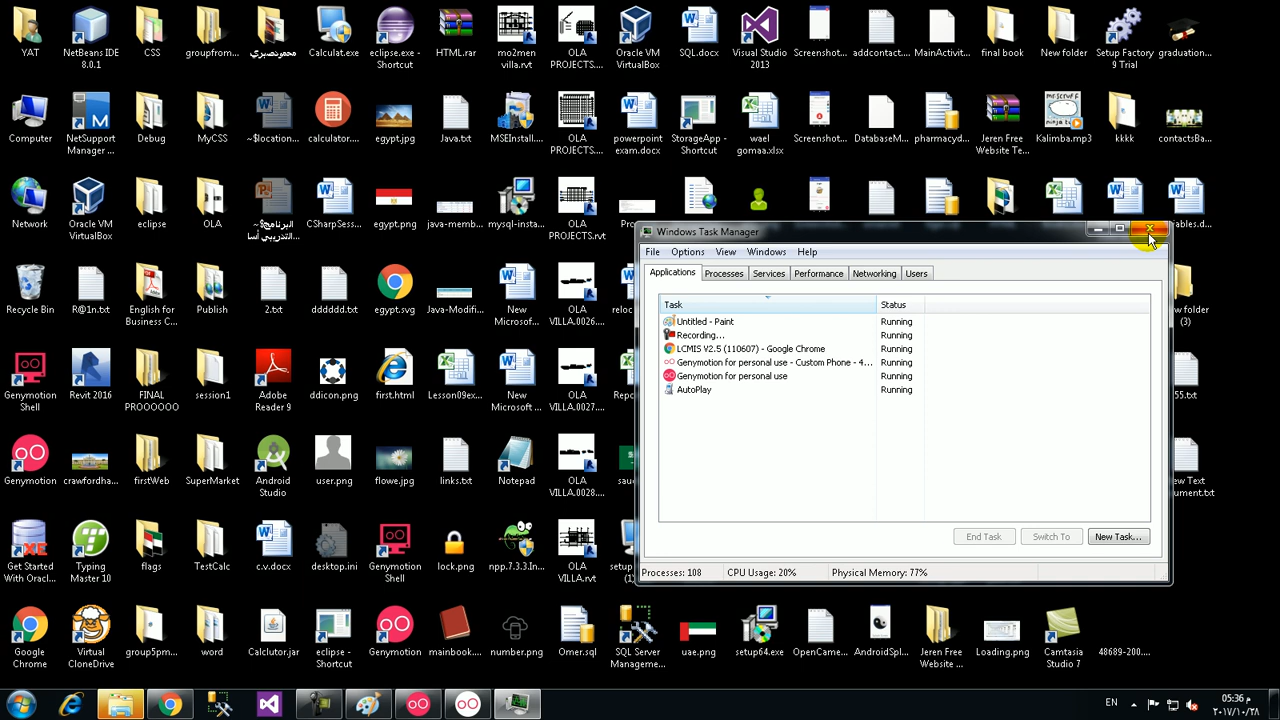 YAT
NetBeans IDE
8.0.1
CSS
groupfrom...
محمودصبري
Calculat.exe
eclipse.exe -
Shortcut
HTML.rar
mo2men
villa.rvt
OLA
PROJECTS....
Oracle VM
VirtualBox
SQL.docx
Visual Studio
2013
Screenshot...
addcontact...
MainActivit...
final book
New folder
Setup Factory
9 Trial
graduation...
Computer
NetSupport
Manager ...
Debug
MyCSS
~$location...
calculator...
egypt.jpg
Java.txt
MSEInstall...
OLA
PROJECTS....
powerpoint
exam.docx
StorageApp -
Shortcut
wael
gomaa.xlsx
Screenshot...
DatabaseM...
pharmacyd...
Jeren Free
Website Te...
Kalimba.mp3
kkkk
contactsBa...
Network
Oracle VM
VirtualBox
eclipse
OLA
البرنامج$~
التدريبي أسا...
CSharpSess...
egypt.png
java-memb...
mysql-insta...
OLA
PROJECTS.rvt
Windows Task Manager
File Options View Windows Help
Applications Processes Services Performance Networking Users
Task Status
Untitled - Paint Running
Recording... Running
LCMIS V2.5 (110607) - Google Chrome Running
Genymotion for personal use - Custom Phone - 4... Running
Genymotion for personal use Running
AutoPlay Running
End Task Switch To New Task...
Processes: 108 CPU Usage: 20% Physical Memory: 77%
Recycle Bin
R@1n.txt
English for
Business C...
Publish
2.txt
dddddd.txt
egypt.svg
Java-Modifi...
New
Microsof...
OLA
VILLA.0026...
(3)
Genymotion
Shell
Revit 2016
FINAL
PROOOOOO
session1
Adobe
Reader 9
ddicon.png
first.html
Lesson09ex...
New
Microsoft ...
OLA
VILLA.0027...
55.txt
Genymotion
crawfordha...
firstWeb
SuperMarket
Android
Studio
user.png
flowe.jpg
links.txt
Notepad
OLA
VILLA.0028...
Get Started
With Oracl...
Typing
Master 10
flags
TestCalc
c.v.docx
desktop.ini
Genymotion
Shell
lock.png
npp.7.3.3.In...
OLA
VILLA.rvt
Google
Chrome
Virtual
CloneDrive
group5pm...
word
Calclutor.jar
eclipse -
Shortcut
Genymotion
mainbook....
number.png
Omer.sql
SQL Server
Manageme...
uae.png
setup64.exe
OpenCame...
AndroidSpl...
Jeren Free
Website ...
Loading.png
Camtasia
Studio 7
48689-200....
EN
05:36 م
٢٠١٧/١٠/٢٨